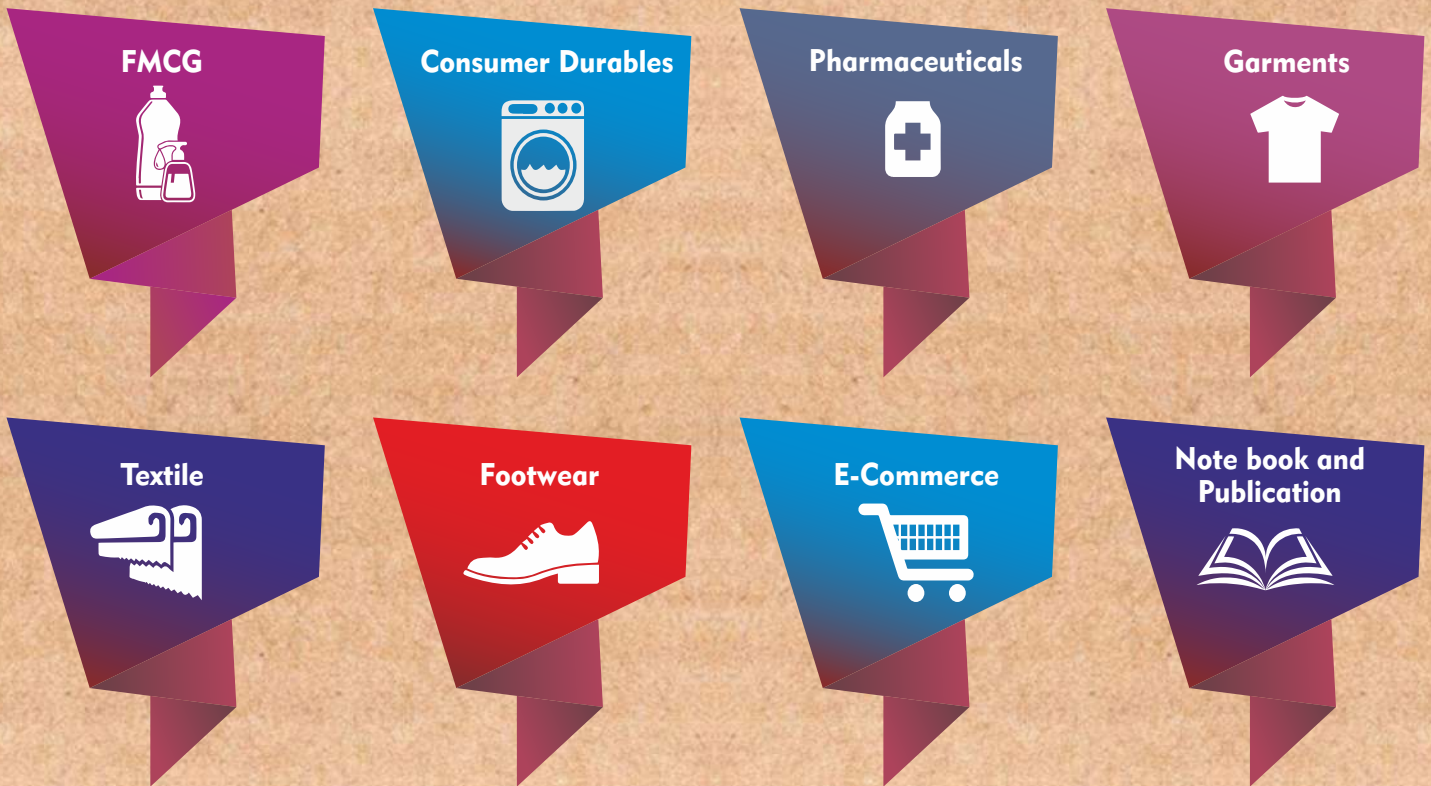 FMCG
Consumer Durables
Pharmaceuticals
Garments
Textile
Footwear
E-Commerce
Note book and
Publication